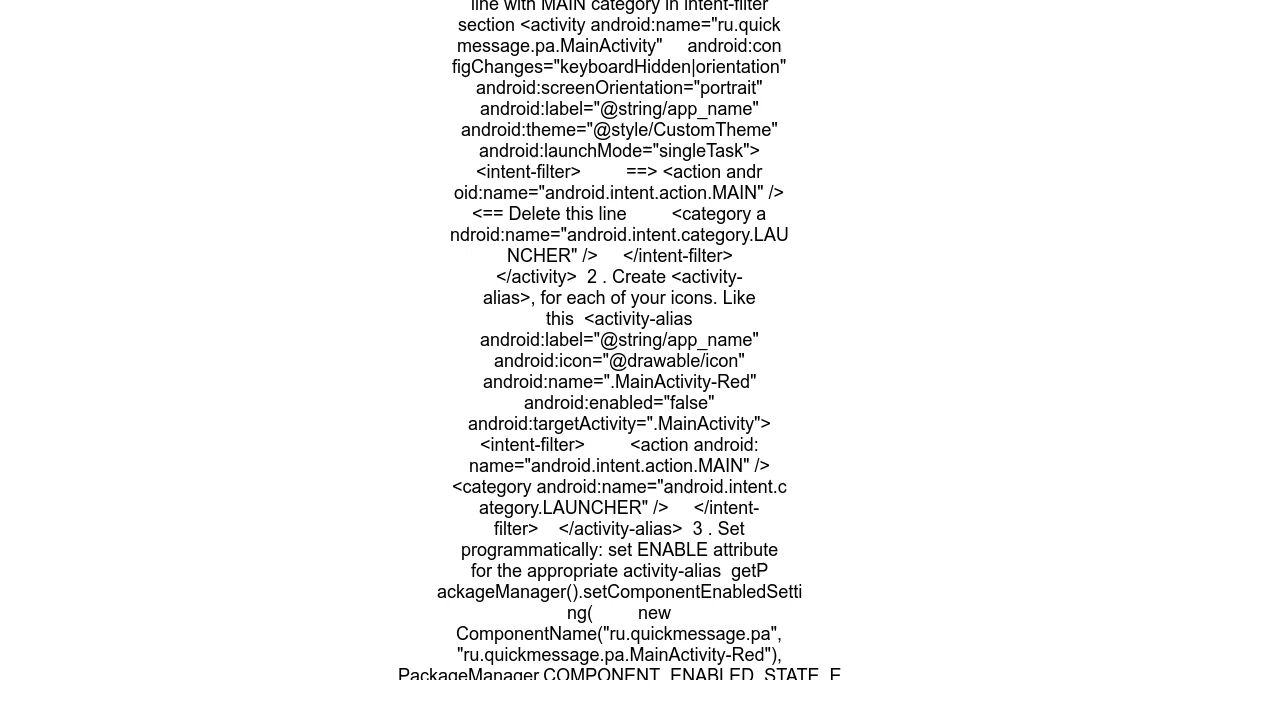 line with MAIN category in intent-filter
section <activity android:name="ru.quick
message.pa.MainActivity"     android:con
figChanges="keyboardHidden|orientation"
android:screenOrientation="portrait"
android:label="@string/app_name"
android:theme="@style/CustomTheme"
android:launchMode="singleTask">
<intent-filter>         ==> <action andr
oid:name="android.intent.action.MAIN" />
<== Delete this line         <category a
ndroid:name="android.intent.category.LAU
NCHER" />     </intent-filter>
</activity>  2 . Create <activity-
alias>, for each of your icons. Like
this  <activity-alias
android:label="@string/app_name"
android:icon="@drawable/icon"
android:name=".MainActivity-Red"
android:enabled="false"
android:targetActivity=".MainActivity">
<intent-filter>         <action android:
name="android.intent.action.MAIN" />
<category android:name="android.intent.c
ategory.LAUNCHER" />     </intent-
filter>    </activity-alias>  3 . Set
programmatically: set ENABLE attribute
for the appropriate activity-alias  getP
ackageManager().setComponentEnabledSetti
ng(         new
ComponentName("ru.quickmessage.pa",
"ru.quickmessage.pa.MainActivity-Red"),
PackageManager.COMPONENT_ENABLED_STATE_E